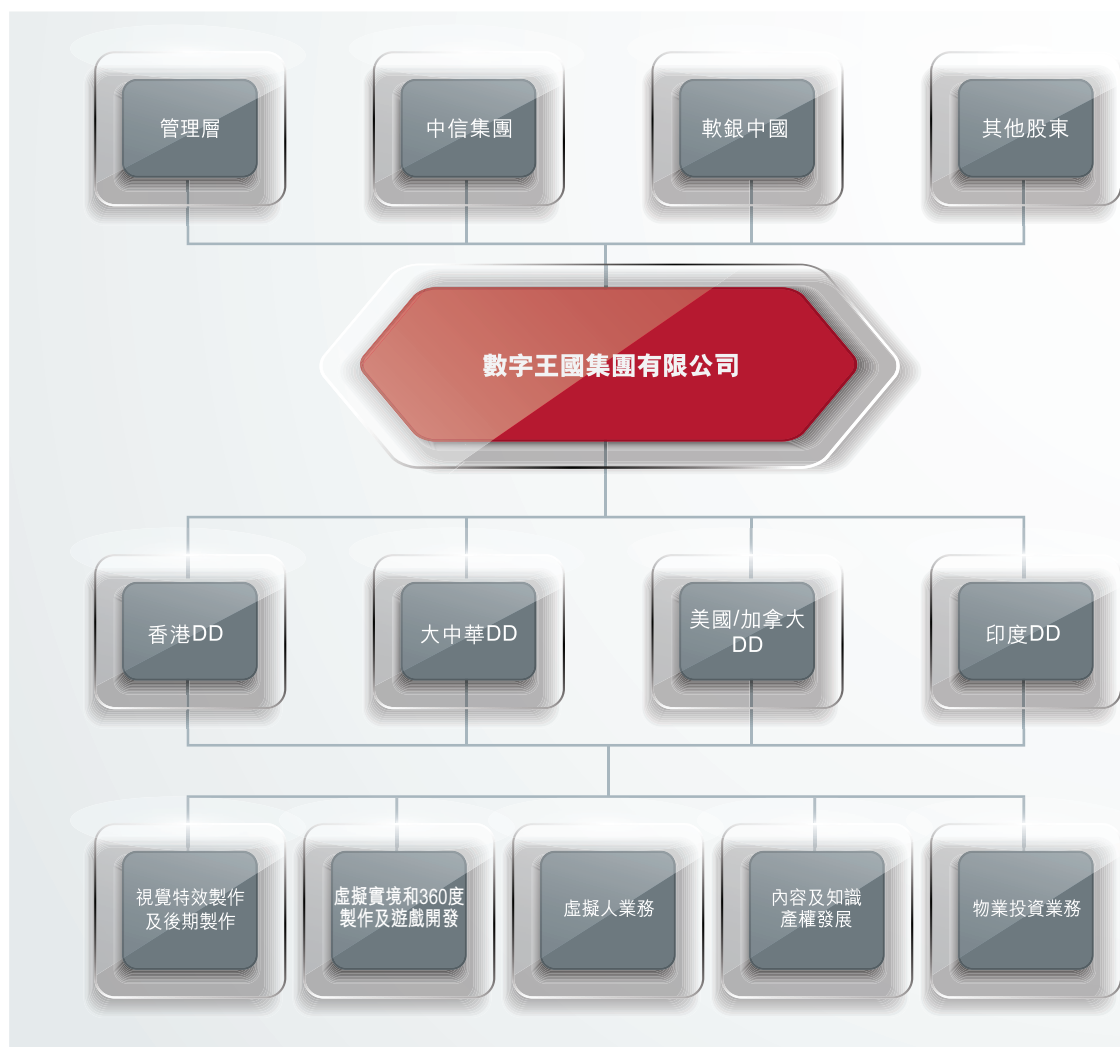 管理層
中信集團
軟銀中國
其他股東
數字王國集團有限公司
香港DD
大中華DD
美國/加拿大
DD
印度DD
視覺特效製作
及後期製作
虛擬實境和360度
製作及遊戲開發
虛擬人業務
內容及知識
產權發展
物業投資業務